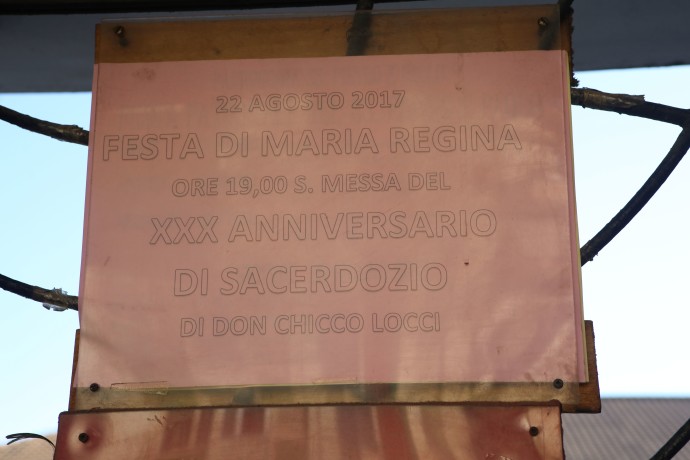 22 AGOSTO 2017
FESTA DI MARIA REGINA
ORE 19,00 S. MESSA DEL
XXX ANNIVERSARIO
DI SACERDOZIO
DI DON CHICCO LOCCI